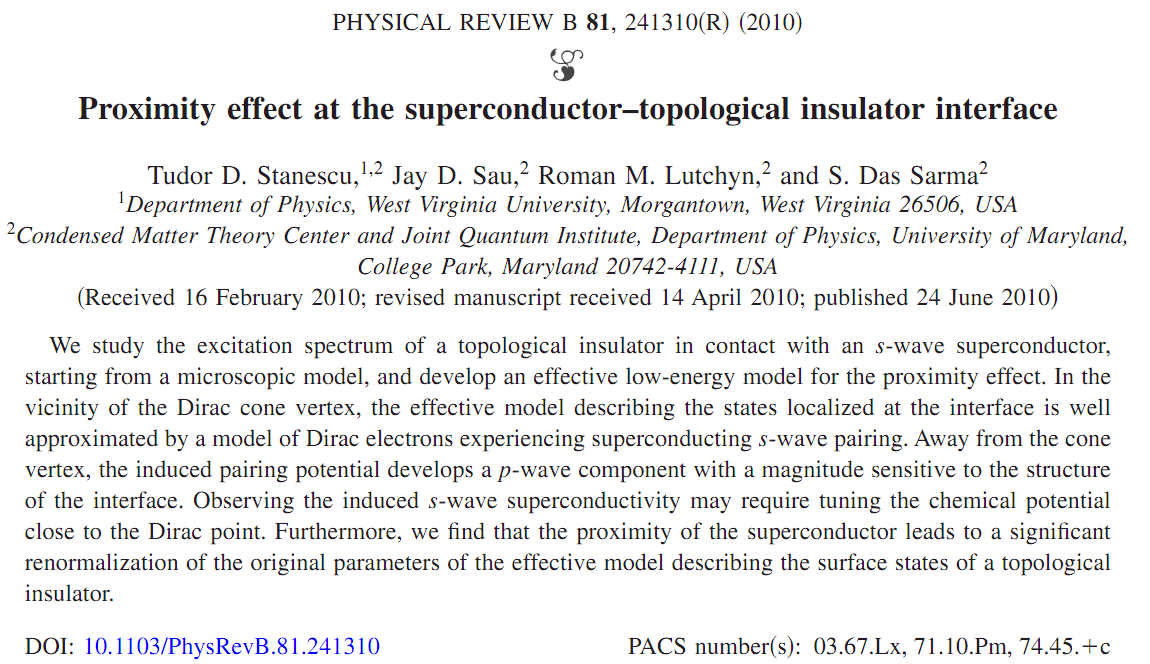 PHYSICAL REVIEW B 81, 241310(R) (2010)
Proximity effect at the superconductor–topological insulator interface
Tudor D. Stanescu,1,2 Jay D. Sau,2 Roman M. Lutchyn,2 and S. Das Sarma2
1Department of Physics, West Virginia University, Morgantown, West Virginia 26506, USA
2Condensed Matter Theory Center and Joint Quantum Institute, Department of Physics, University of Maryland,
College Park, Maryland 20742-4111, USA
(Received 16 February 2010; revised manuscript received 14 April 2010; published 24 June 2010)
We study the excitation spectrum of a topological insulator in contact with an s-wave superconductor,
starting from a microscopic model, and develop an effective low-energy model for the proximity effect. In the
vicinity of the Dirac cone vertex, the effective model describing the states localized at the interface is well
approximated by a model of Dirac electrons experiencing superconducting s-wave pairing. Away from the cone
vertex, the induced pairing potential develops a p-wave component with a magnitude sensitive to the structure
of the interface. Observing the induced s-wave superconductivity may require tuning the chemical potential
close to the Dirac point. Furthermore, we find that the proximity of the superconductor leads to a significant
renormalization of the original parameters of the effective model describing the surface states of a topological
insulator.
DOI: 10.1103/PhysRevB.81.241310 PACS number(s): 03.67.Lx, 71.10.Pm, 74.45.+c